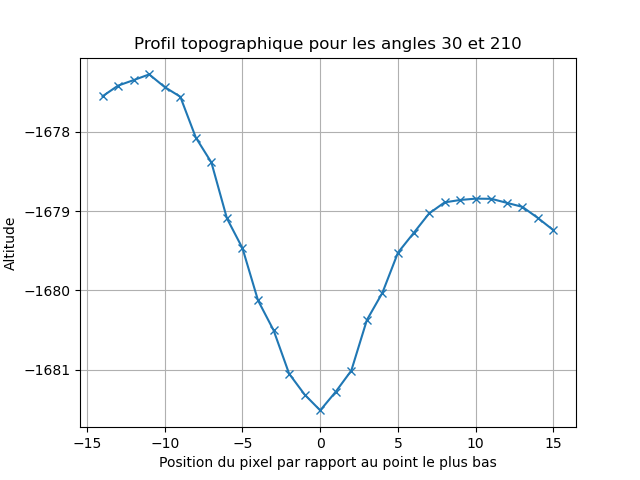 Profil topographique pour les angles 30 et 210
−1678
−1679
−1680
−1681
Altitude
−15 −10 −5 0 5 10 15
Position du pixel par rapport au point le plus bas